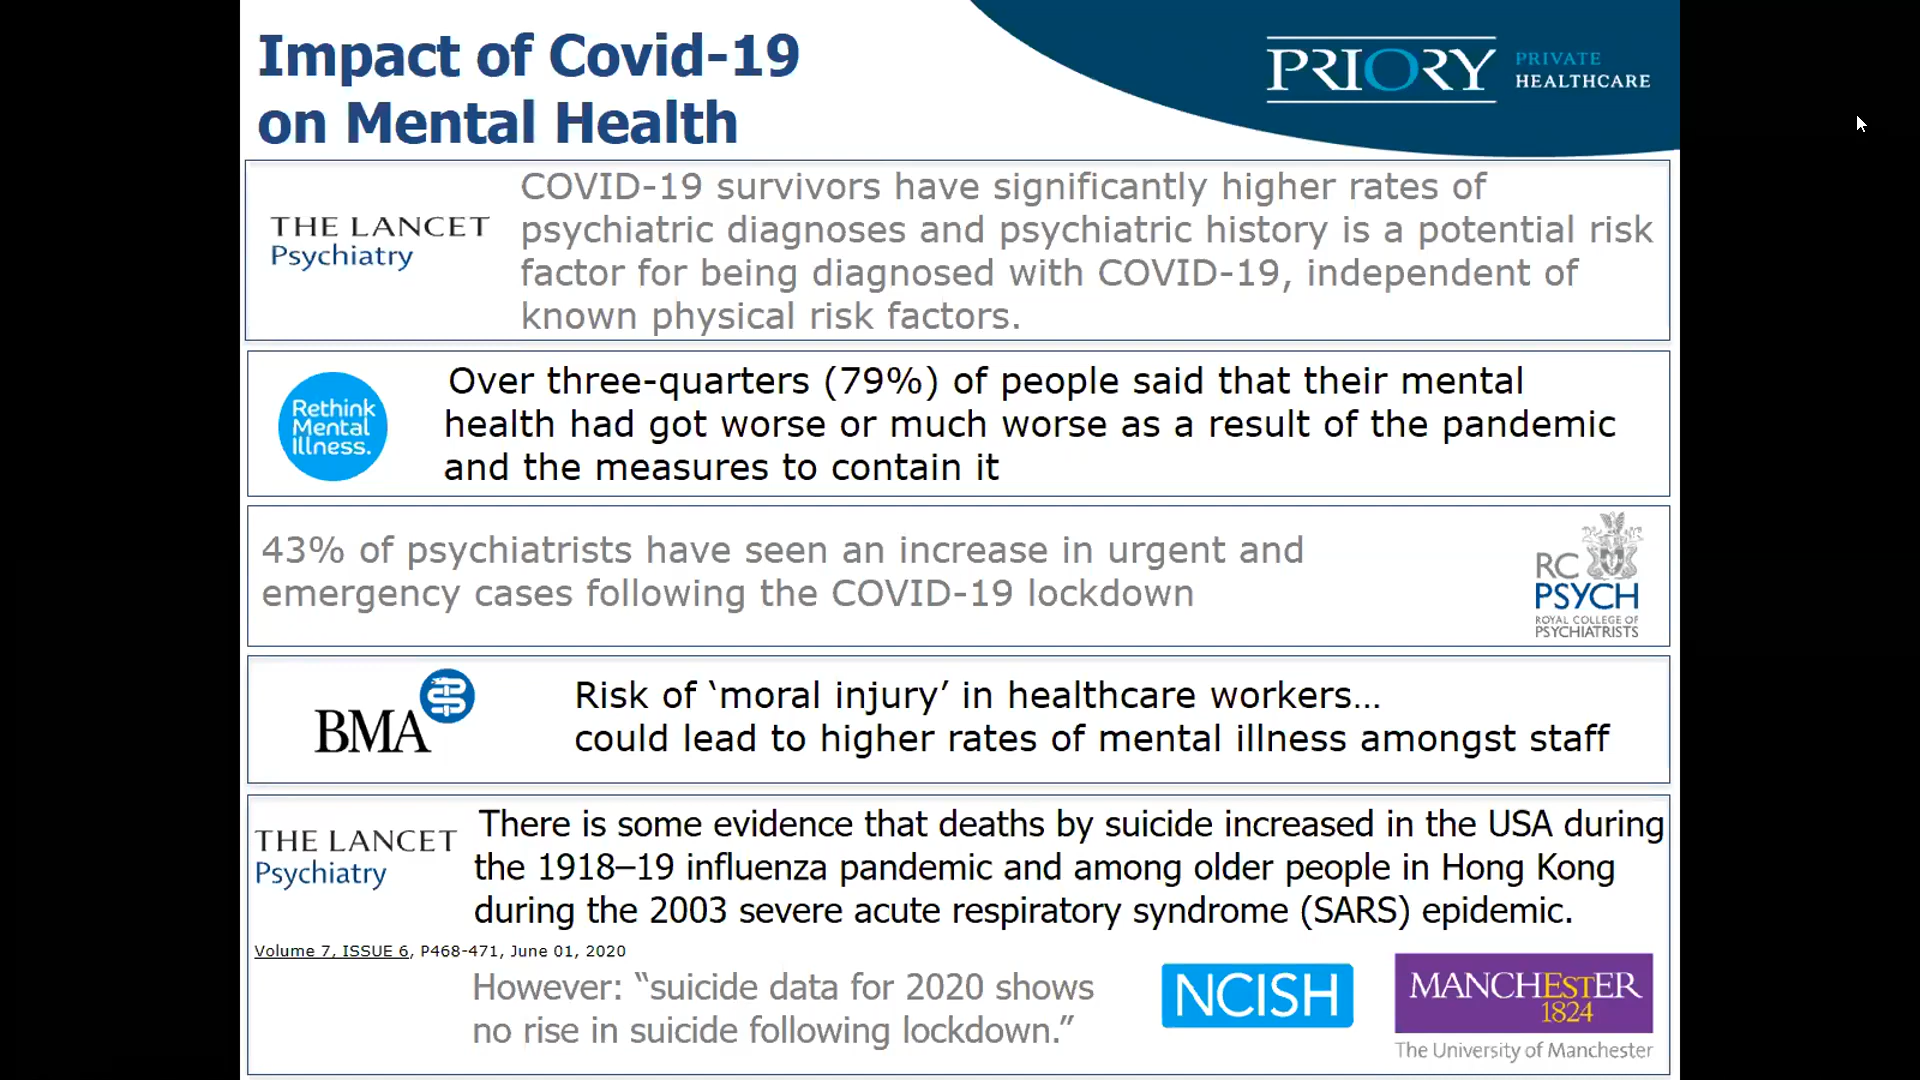 Impact of Covid-19
on Mental Health
PRIORY PRIVATE
HEALTHCARE
THE LANCET
Psychiatry
COVID-19 survivors have significantly higher rates of
psychiatric diagnoses and psychiatric history is a potential risk
factor for being diagnosed with COVID-19, independent of
known physical risk factors.
Rethink
Mental
Illness.
Over three-quarters (79%) of people said that their mental
health had got worse or much worse as a result of the pandemic
and the measures to contain it
43% of psychiatrists have seen an increase in urgent and
emergency cases following the COVID-19 lockdown
RC
PSYCH
ROYAL COLLEGE OF
PSYCHIATRISTS
BMA
Risk of ‘moral injury’ in healthcare workers…
could lead to higher rates of mental illness amongst staff
THE LANCET
Psychiatry
There is some evidence that deaths by suicide increased in the USA during
the 1918–19 influenza pandemic and among older people in Hong Kong
during the 2003 severe acute respiratory syndrome (SARS) epidemic.
Volume 7, ISSUE 6, P468-471, June 01, 2020
However: “suicide data for 2020 shows
no rise in suicide following lockdown.”
NCISH
MANCHESTER
1824
The University of Manchester